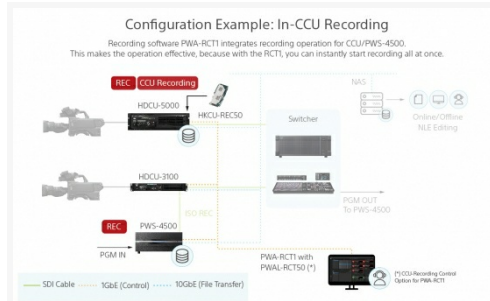 Configuration Example: In-CCU Recording
Recording software PWA-RCT1 integrates recording operation for CCU/PWS-4500.
This makes the operation effective, because with the RCT1, you can instantly start recording all at once.
REC
CCU Recording
NAS
HDCU-5000
HKCU-REC50
Switcher
Online/Offline
NLE Editing
HDCU-3100
ISO REC
PGM OUT
To PWS-4500
REC
PWS-4500
PGM IN
PWA-RCT1 with
PWAL-RCT50 (*)
(*) CCU-Recording Control
Option for PWA-RCT1
SDI Cable
1GbE (Control)
10GbE (File Transfer)